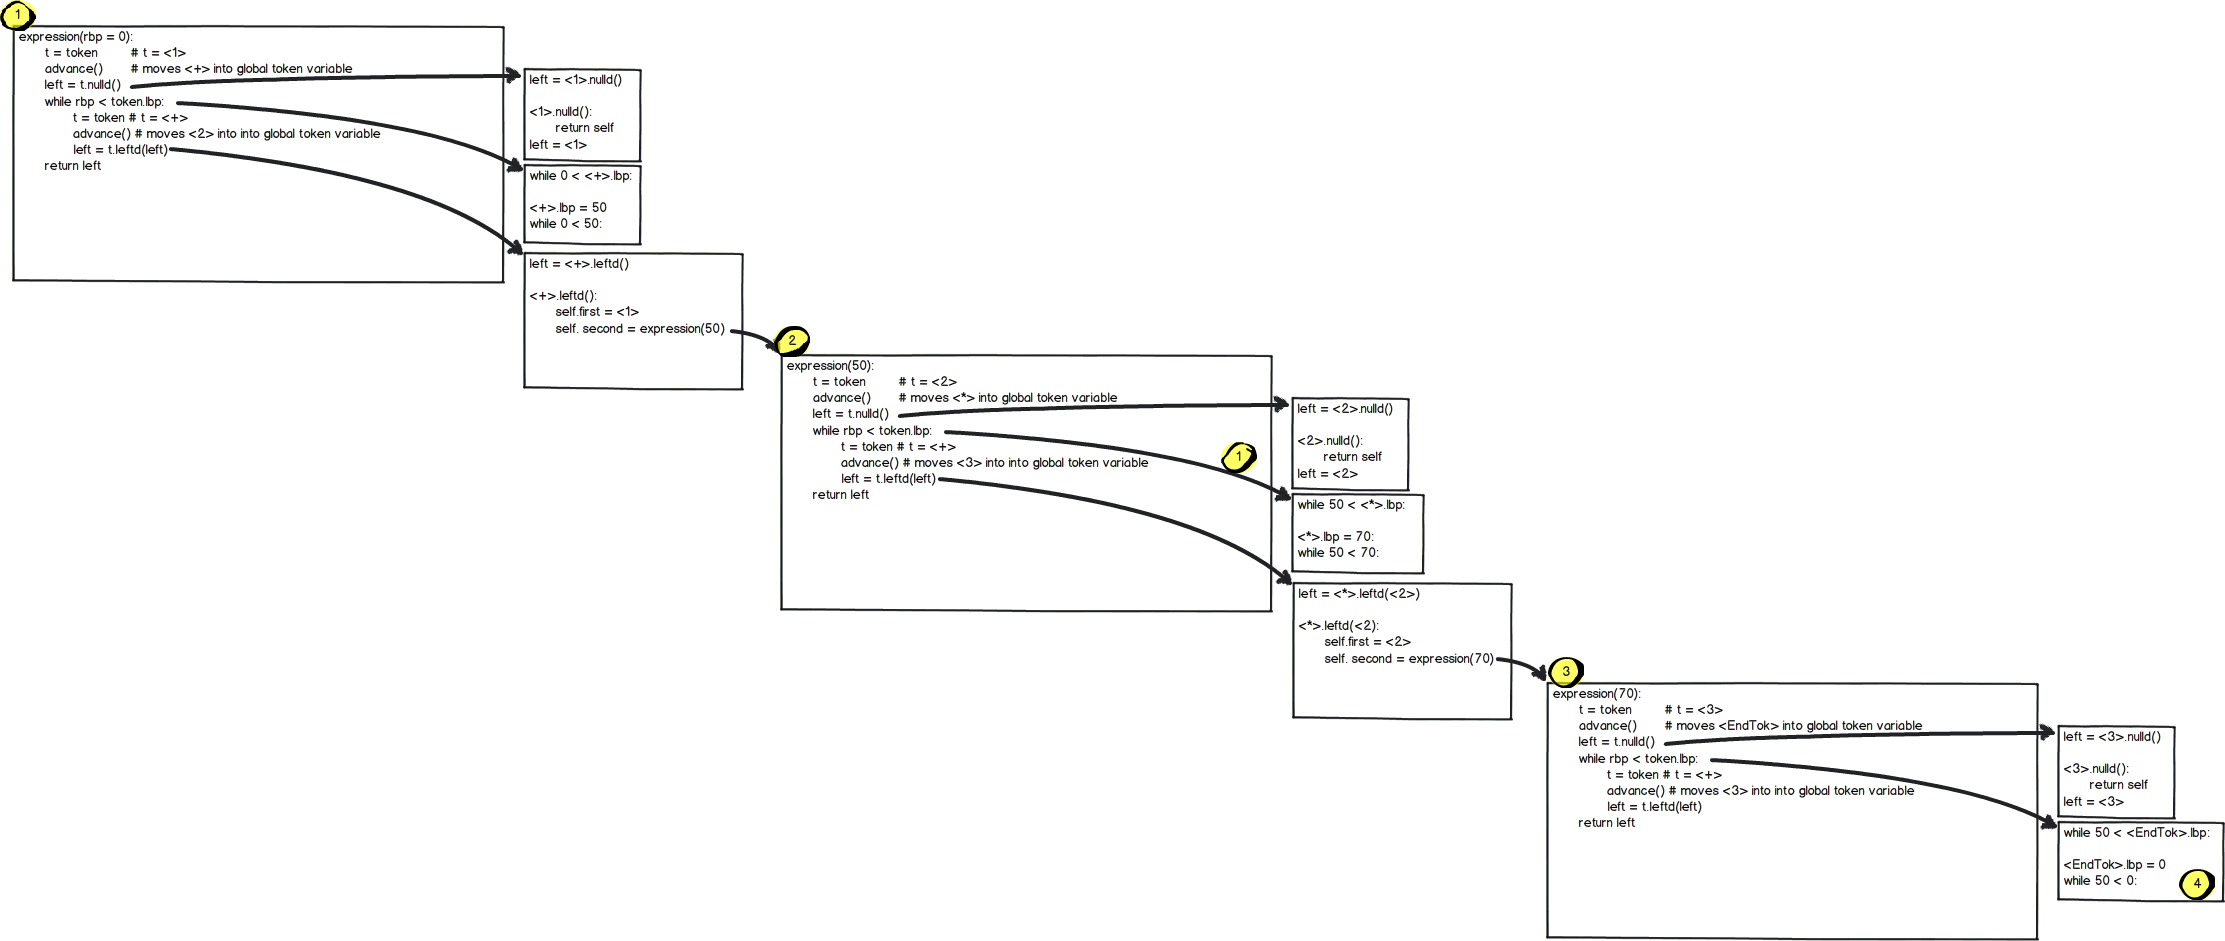 1
expression(rbp = 0):
t = token # t = <1>
advance() # moves <+> into global token variable
left = t.nulld()
while rbp < token.lbp:
t = token # t = <+>
advance() # moves <2> into into global token variable
left = t.leftd(left)
return left
left = <1>.nulld()
<1>.nulld():
return self
left = <1>
while 0 < <+>.lbp:
<+>.lbp = 50
while 0 < 50:
left = <+>.leftd()
<+>.leftd():
self.first = <1>
self. second = expression(50)
2
expression(50):
t = token # t = <2>
advance() # moves <*> into global token variable
left = t.nulld()
while rbp < token.lbp:
t = token # t = <+>
advance() # moves <3> into into global token variable
left = t.leftd(left)
return left
1
left = <2>.nulld()
<2>.nulld():
return self
left = <2>
while 50 < <*>.lbp:
<*>.lbp = 70:
while 50 < 70:
left = <*>.leftd(<2>)
<*>.leftd(<2):
self.first = <2>
self. second = expression(70)
3
expression(70):
t = token # t = <3>
advance() # moves <EndTok> into global token variable
left = t.nulld()
while rbp < token.lbp:
t = token # t = <+>
advance() # moves <3> into into global token variable
left = t.leftd(left)
return left
left = <3>.nulld()
<3>.nulld():
return self
left = <3>
while 50 < <EndTok>.lbp:
<EndTok>.lbp = 0
while 50 < 0:
4